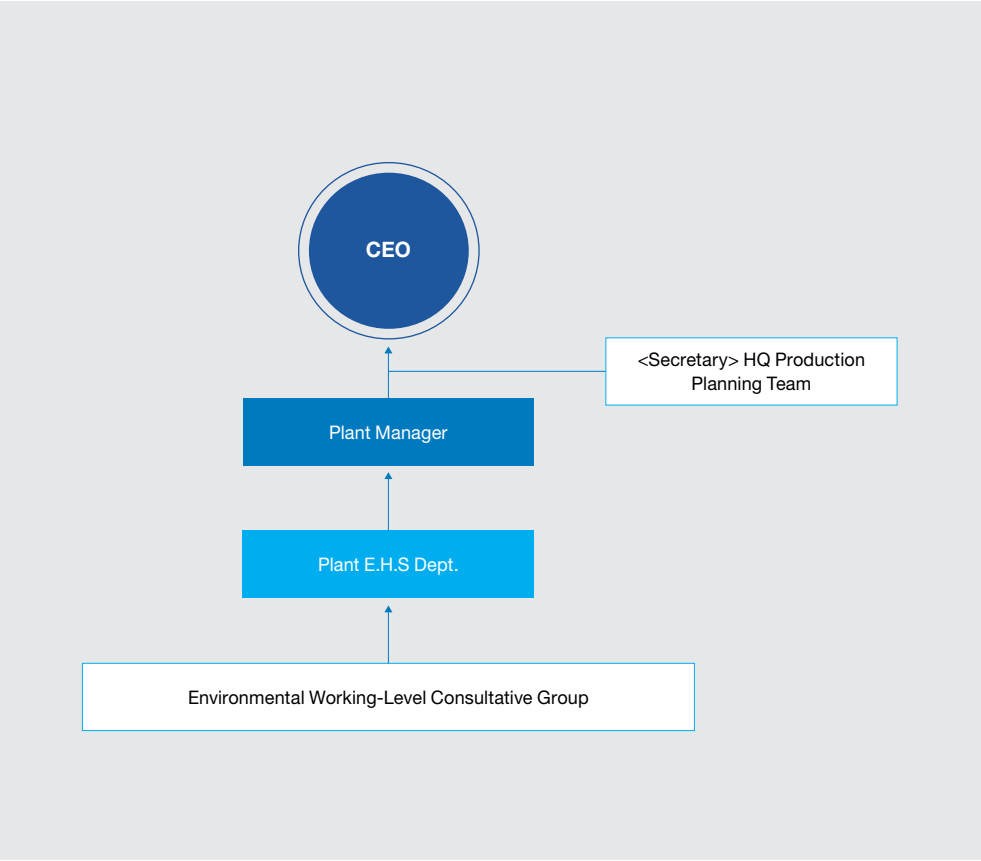 CEO
<Secretary> HQ Production
Planning Team
Plant Manager
Plant E.H.S Dept.
Environmental Working-Level Consultative Group